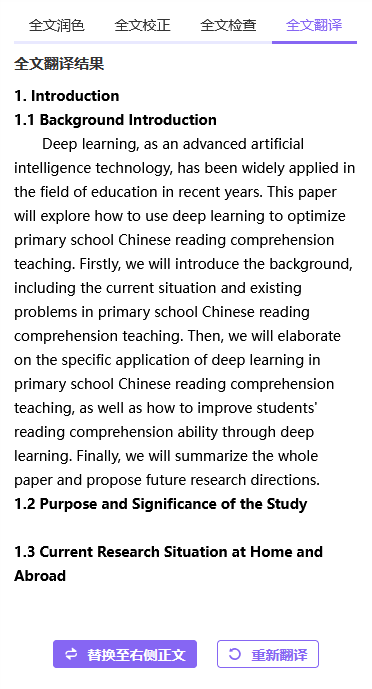 全文润色 全文校正 全文检查 全文翻译
全文翻译结果
1. Introduction
1.1 Background Introduction
Deep learning, as an advanced artificial
intelligence technology, has been widely applied in
the field of education in recent years. This paper
will explore how to use deep learning to optimize
primary school Chinese reading comprehension
teaching. Firstly, we will introduce the background,
including the current situation and existing
problems in primary school Chinese reading
comprehension teaching. Then, we will elaborate
on the specific application of deep learning in
primary school Chinese reading comprehension
teaching, as well as how to improve students'
reading comprehension ability through deep
learning. Finally, we will summarize the whole
paper and propose future research directions.
1.2 Purpose and Significance of the Study
1.3 Current Research Situation at Home and
Abroad
替换至右侧正文 重新翻译